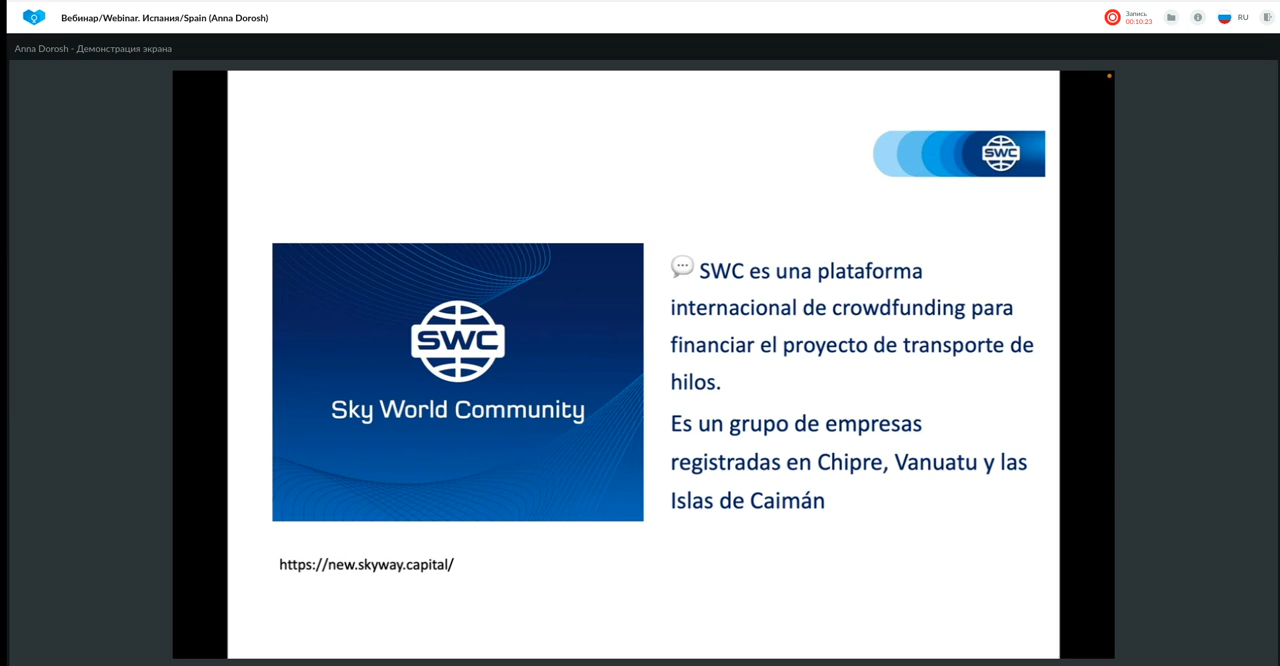 Вебинар/Webinar. Испания/Spain (Anna Dorosh)
Запись
00:10:23
RU
Anna Dorosh - Демонстрация экрана
SWC
SWC
Sky World Community
SWC es una plataforma
internacional de crowdfunding para
financiar el proyecto de transporte de
hilos.
Es un grupo de empresas
registradas en Chipre, Vanuatu y las
Islas de Caimán
https://new.skyway.capital/